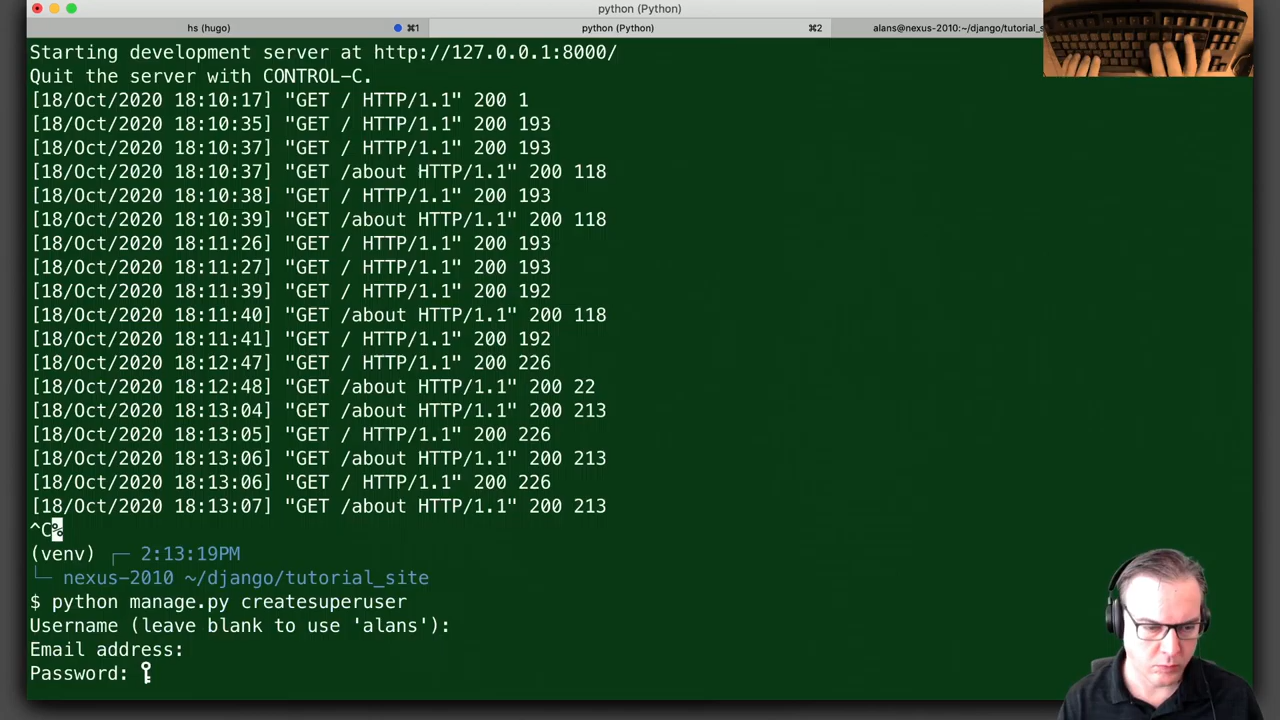 python (Python)
hs (hugo) ⌘1 python (Python) ⌘2 alans@nexus-2010:~/django/tutorial_s
Starting development server at http://127.0.0.1:8000/
Quit the server with CONTROL-C.
[18/Oct/2020 18:10:17] "GET / HTTP/1.1" 200 1
[18/Oct/2020 18:10:35] "GET / HTTP/1.1" 200 193
[18/Oct/2020 18:10:37] "GET / HTTP/1.1" 200 193
[18/Oct/2020 18:10:37] "GET /about HTTP/1.1" 200 118
[18/Oct/2020 18:10:38] "GET / HTTP/1.1" 200 193
[18/Oct/2020 18:10:39] "GET /about HTTP/1.1" 200 118
[18/Oct/2020 18:11:26] "GET / HTTP/1.1" 200 193
[18/Oct/2020 18:11:27] "GET / HTTP/1.1" 200 193
[18/Oct/2020 18:11:39] "GET / HTTP/1.1" 200 192
[18/Oct/2020 18:11:40] "GET /about HTTP/1.1" 200 118
[18/Oct/2020 18:11:41] "GET / HTTP/1.1" 200 192
[18/Oct/2020 18:12:47] "GET / HTTP/1.1" 200 226
[18/Oct/2020 18:12:48] "GET /about HTTP/1.1" 200 22
[18/Oct/2020 18:13:04] "GET /about HTTP/1.1" 200 213
[18/Oct/2020 18:13:05] "GET / HTTP/1.1" 200 226
[18/Oct/2020 18:13:06] "GET /about HTTP/1.1" 200 213
[18/Oct/2020 18:13:06] "GET / HTTP/1.1" 200 226
[18/Oct/2020 18:13:07] "GET /about HTTP/1.1" 200 213
^C%
(venv) ┌─ 2:13:19PM
└─ nexus-2010 ~/django/tutorial_site
$ python manage.py createsuperuser
Username (leave blank to use 'alans'):
Email address:
Password: